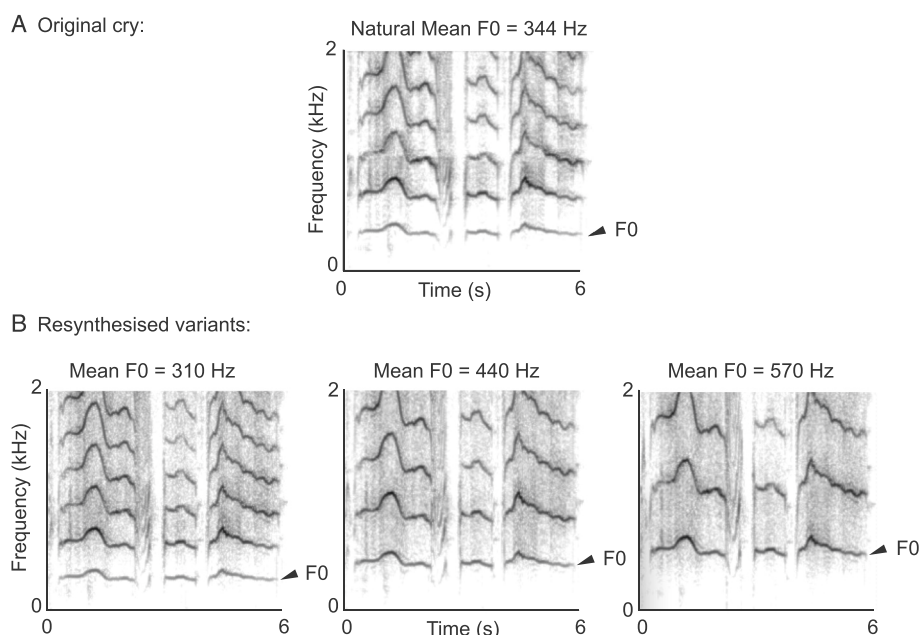 A Original cry:
Natural Mean F0 = 344 Hz
2
Frequency (kHz)
F0
0
0 Time (s) 6
B Resynthesised variants:
Mean F0 = 310 Hz Mean F0 = 440 Hz Mean F0 = 570 Hz
2 2 2
Frequency (kHz)
F0 F0 F0
0 0 0
0 6 0 Time (s) 6 0 6